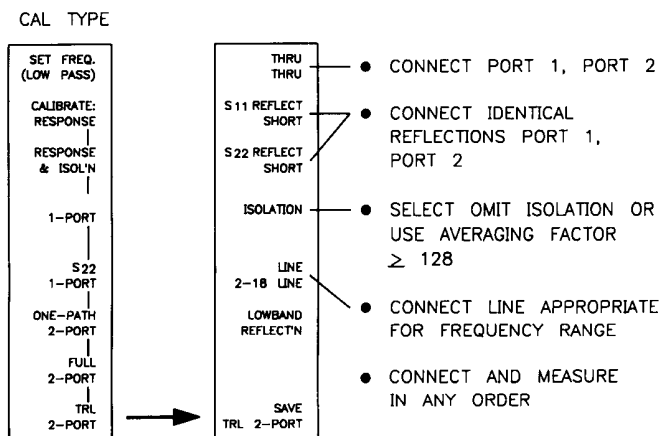 CAL TYPE
SET FREQ.
(LOW PASS)
CALIBRATE:
RESPONSE
RESPONSE
& ISOL'N
1-PORT
S22
1-PORT
ONE-PATH
2-PORT
FULL
2-PORT
TRL
2-PORT
THRU
THRU
S11 REFLECT
SHORT
S22 REFLECT
SHORT
ISOLATION
LINE
2-18 LINE
LOWBAND
REFLECT'N
SAVE
TRL 2-PORT
● CONNECT PORT 1, PORT 2
● CONNECT IDENTICAL
REFLECTIONS PORT 1,
PORT 2
● SELECT OMIT ISOLATION OR
USE AVERAGING FACTOR
≥ 128
● CONNECT LINE APPROPRIATE
FOR FREQUENCY RANGE
● CONNECT AND MEASURE
IN ANY ORDER